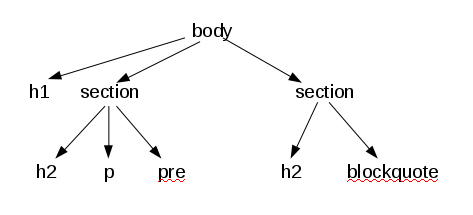 body
h1 section section
h2 p pre h2 blockquote